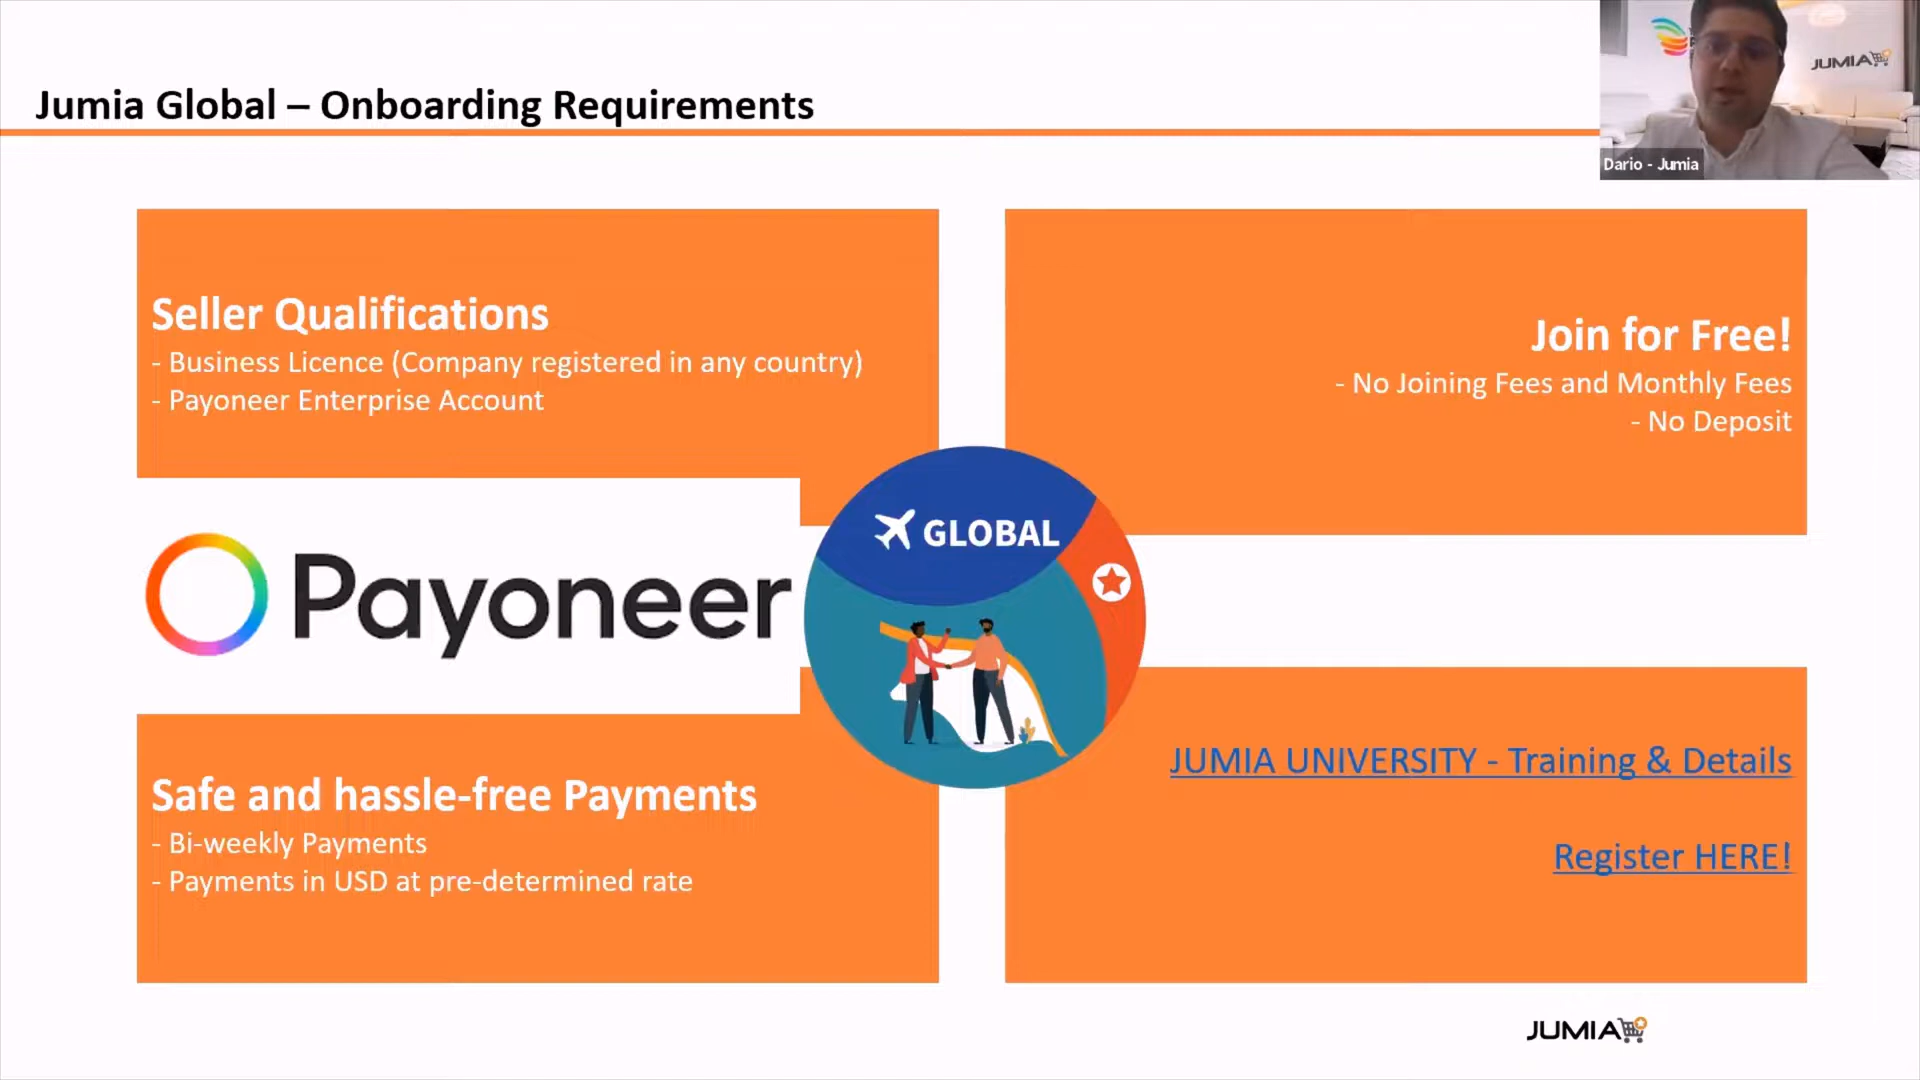 Jumia Global – Onboarding Requirements
JUMIA
Dario - Jumia
Seller Qualifications
- Business Licence (Company registered in any country)
- Payoneer Enterprise Account
Join for Free!
- No Joining Fees and Monthly Fees
- No Deposit
GLOBAL
Payoneer
Safe and hassle-free Payments
- Bi-weekly Payments
- Payments in USD at pre-determined rate
JUMIA UNIVERSITY - Training & Details
Register HERE!
JUMIA